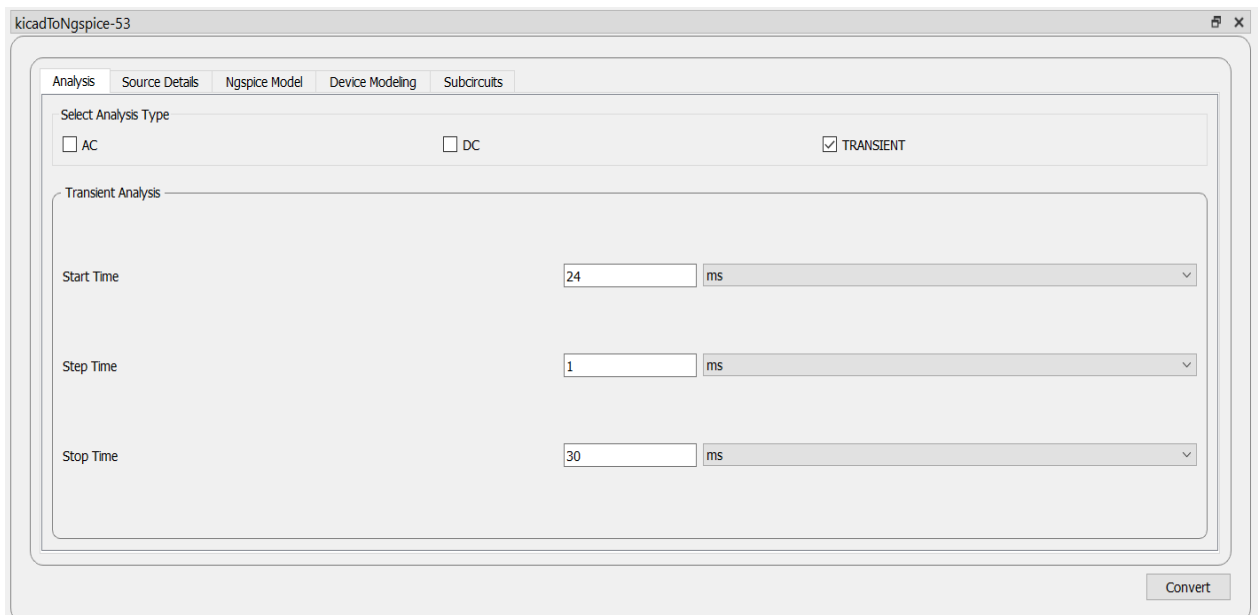 kicadToNgspice-53
Analysis Source Details Ngspice Model Device Modeling Subcircuits
Select Analysis Type
AC DC TRANSIENT
Transient Analysis
Start Time 24 ms
Step Time 1 ms
Stop Time 30 ms
Convert